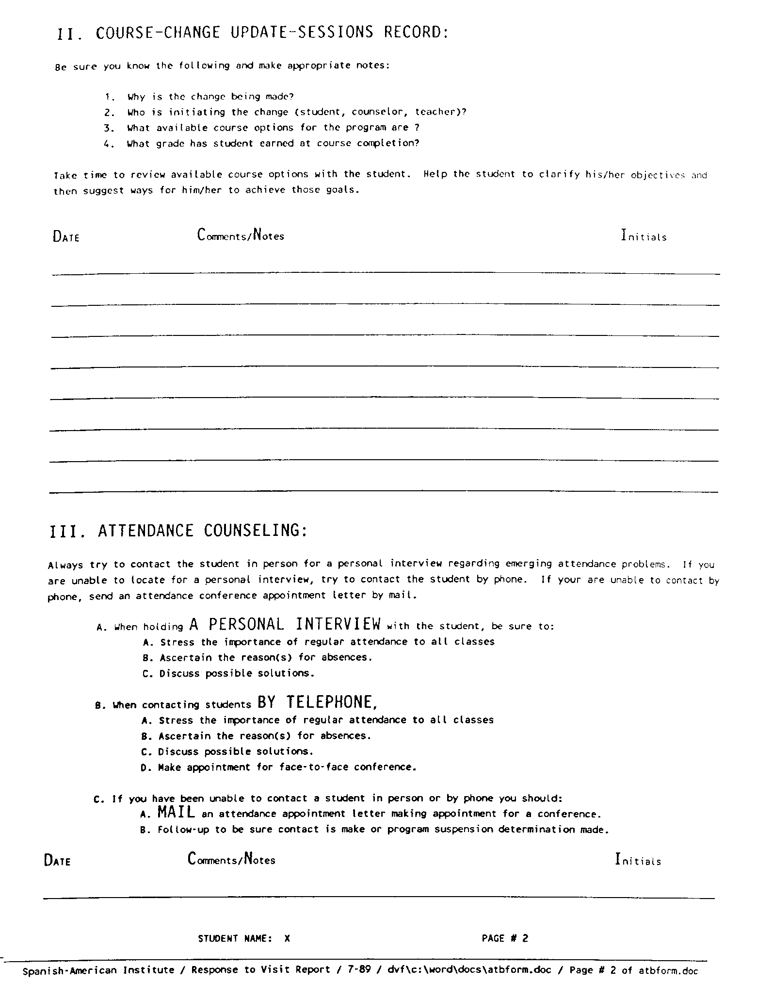 II. COURSE-CHANGE UPDATE-SESSIONS RECORD:
Be sure you know the following and make appropriate notes:
1. Why is the change being made?
2. Who is initiating the change (student, counselor, teacher)?
3. What available course options for the program are ?
4. What grade has student earned at course completion?
Take time to review available course options with the student. Help the student to clarify his/her objectives and
then suggest ways for him/her to achieve those goals.
DATE Comments/Notes Initials
III. ATTENDANCE COUNSELING:
Always try to contact the student in person for a personal interview regarding emerging attendance problems. If you
are unable to locate for a personal interview, try to contact the student by phone. If your are unable to contact by
phone, send an attendance conference appointment letter by mail.
A. When holding A PERSONAL INTERVIEW with the student, be sure to:
A. Stress the importance of regular attendance to all classes
B. Ascertain the reason(s) for absences.
C. Discuss possible solutions.
B. When contacting students BY TELEPHONE,
A. Stress the importance of regular attendance to all classes
B. Ascertain the reason(s) for absences.
C. Discuss possible solutions.
D. Make appointment for face-to-face conference.
C. If you have been unable to contact a student in person or by phone you should:
A. MAIL an attendance appointment letter making appointment for a conference.
B. Follow-up to be sure contact is make or program suspension determination made.
DATE Comments/Notes Initials
STUDENT NAME: X PAGE # 2
Spanish-American Institute / Response to Visit Report / 7-89 / dvf\c:\word\docs\atbform.doc / Page # 2 of atbform.doc